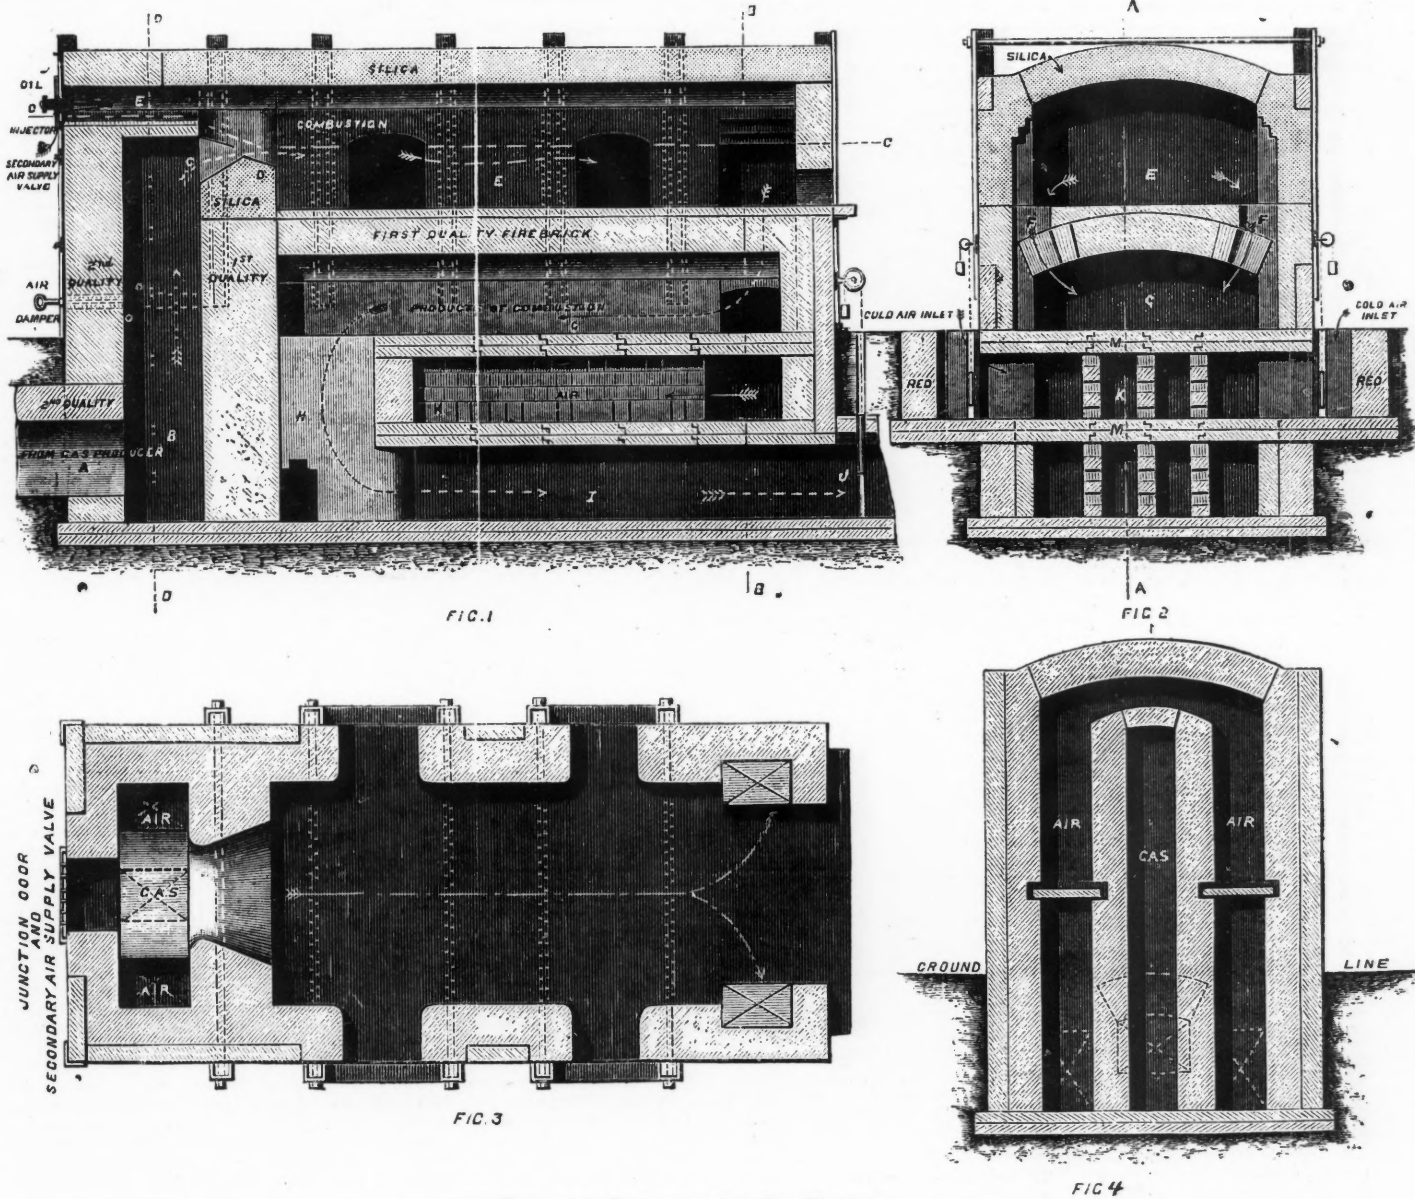 D
B
A
SILICA
SILICA
OIL
O
E
INJECTOR
COMBUSTION
C
SECONDARY
AIR SUPPLY
VALVE
C
D
E
F
E
SILICA
FIRST QUALITY FIREBRICK
F
F
2ND
QUALITY
1ST
QUALITY
AIR
DAMPER
PRODUCTS OF COMBUSTION
G
G
COLD AIR INLET
COLD AIR
INLET
M
2ND QUALITY
H
K
AIR
RED
K
RED
B
M
FROM GAS PRODUCER
A
I
J
D
B
A
FIG.1
FIG 2
JUNCTION DOOR
AND
SECONDARY AIR SUPPLY VALVE
AIR
GAS
AIR
FIG.3
AIR
AIR
GAS
GROUND
LINE
FIG 4